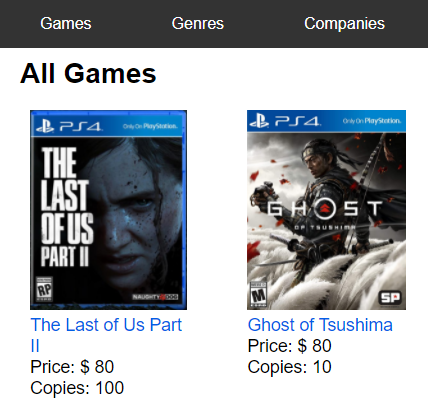 Games Genres Companies
All Games
PS4 Only On PlayStation.
THE
LAST
OF US
PART II
RP
NAUGHTY DOG
PS4 Only On PlayStation.
GHOST
OF TSUSHIMA
M
SP
The Last of Us Part
II
Price: $ 80
Copies: 100
Ghost of Tsushima
Price: $ 80
Copies: 10